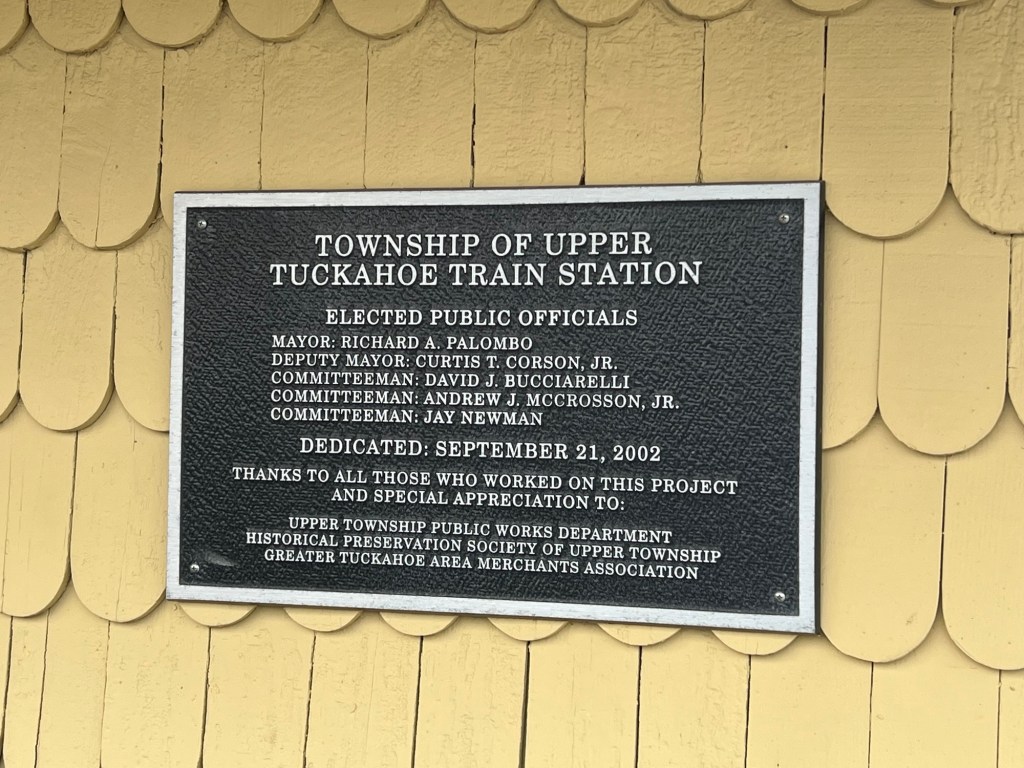 TOWNSHIP OF UPPER
TUCKAHOE TRAIN STATION
ELECTED PUBLIC OFFICIALS
MAYOR: RICHARD A. PALOMBO
DEPUTY MAYOR: CURTIS T. CORSON, JR.
COMMITTEEMAN: DAVID J. BUCCIARELLI
COMMITTEEMAN: ANDREW J. MCCROSSON, JR.
COMMITTEEMAN: JAY NEWMAN
DEDICATED: SEPTEMBER 21, 2002
THANKS TO ALL THOSE WHO WORKED ON THIS PROJECT
AND SPECIAL APPRECIATION TO:
UPPER TOWNSHIP PUBLIC WORKS DEPARTMENT
HISTORICAL PRESERVATION SOCIETY OF UPPER TOWNSHIP
GREATER TUCKAHOE AREA MERCHANTS ASSOCIATION